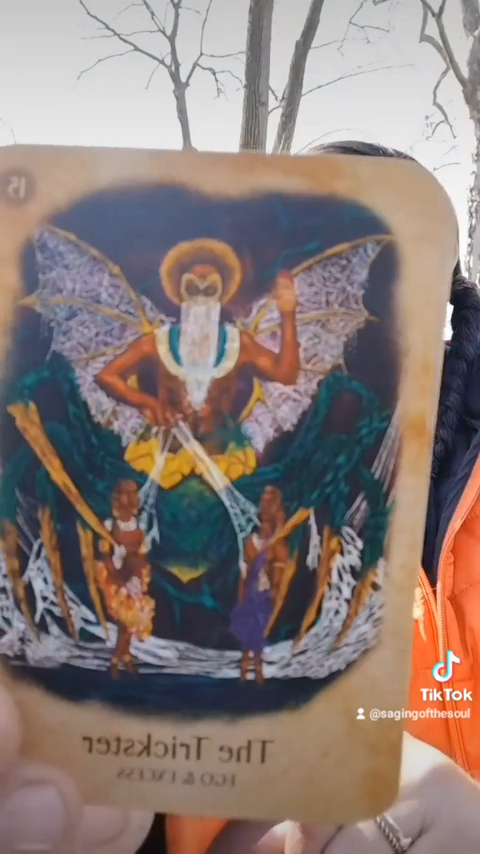 15
The Trickster
EGO & EXCESS
TikTok
@sagingofthesoul